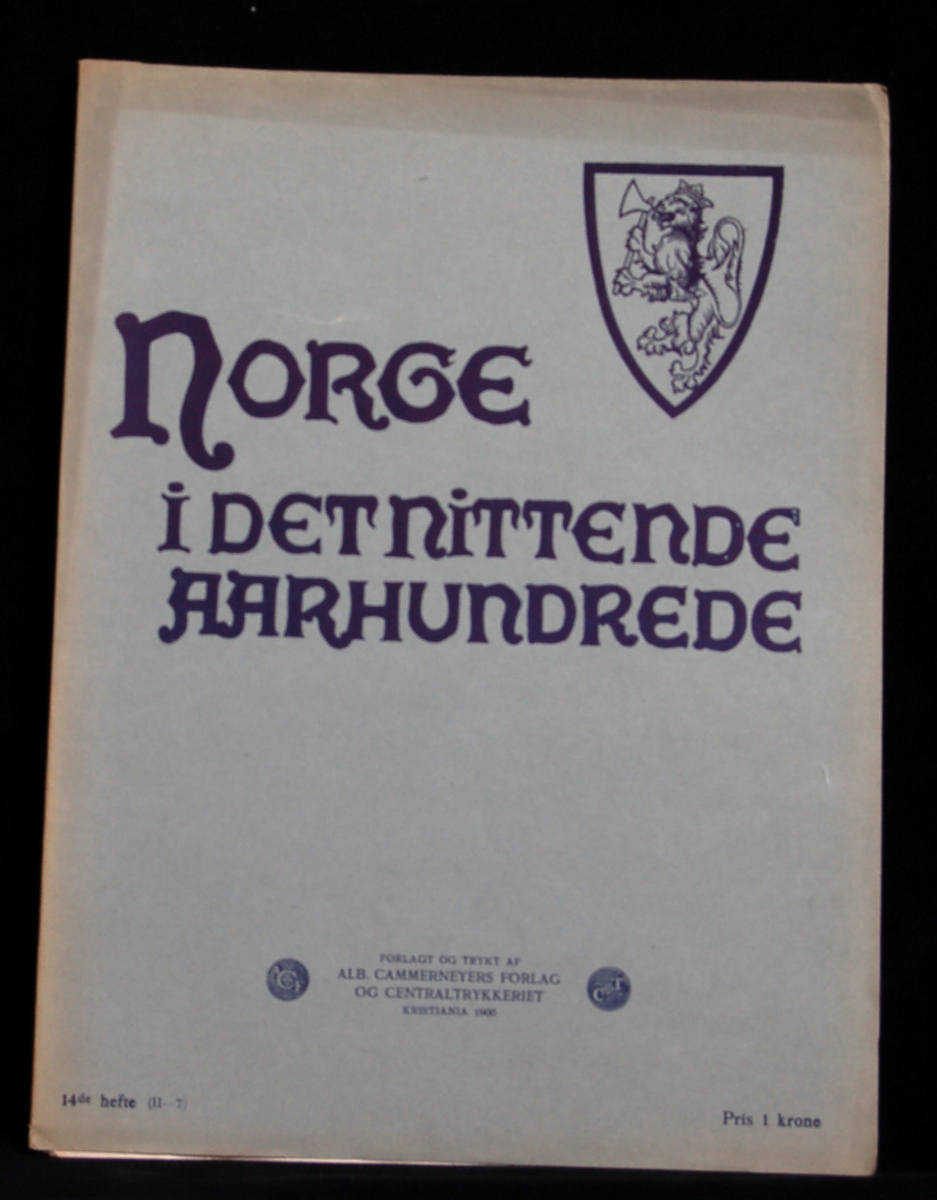 NORGE
I DET NITTENDE
AARHUNDREDE
FORLAGT OG TRYKT AF
ALB. CAMMERMEYERS FORLAG
OG CENTRALTRYKKERIET
KRISTIANIA 1900
14de hefte (II—7)
Pris 1 krone